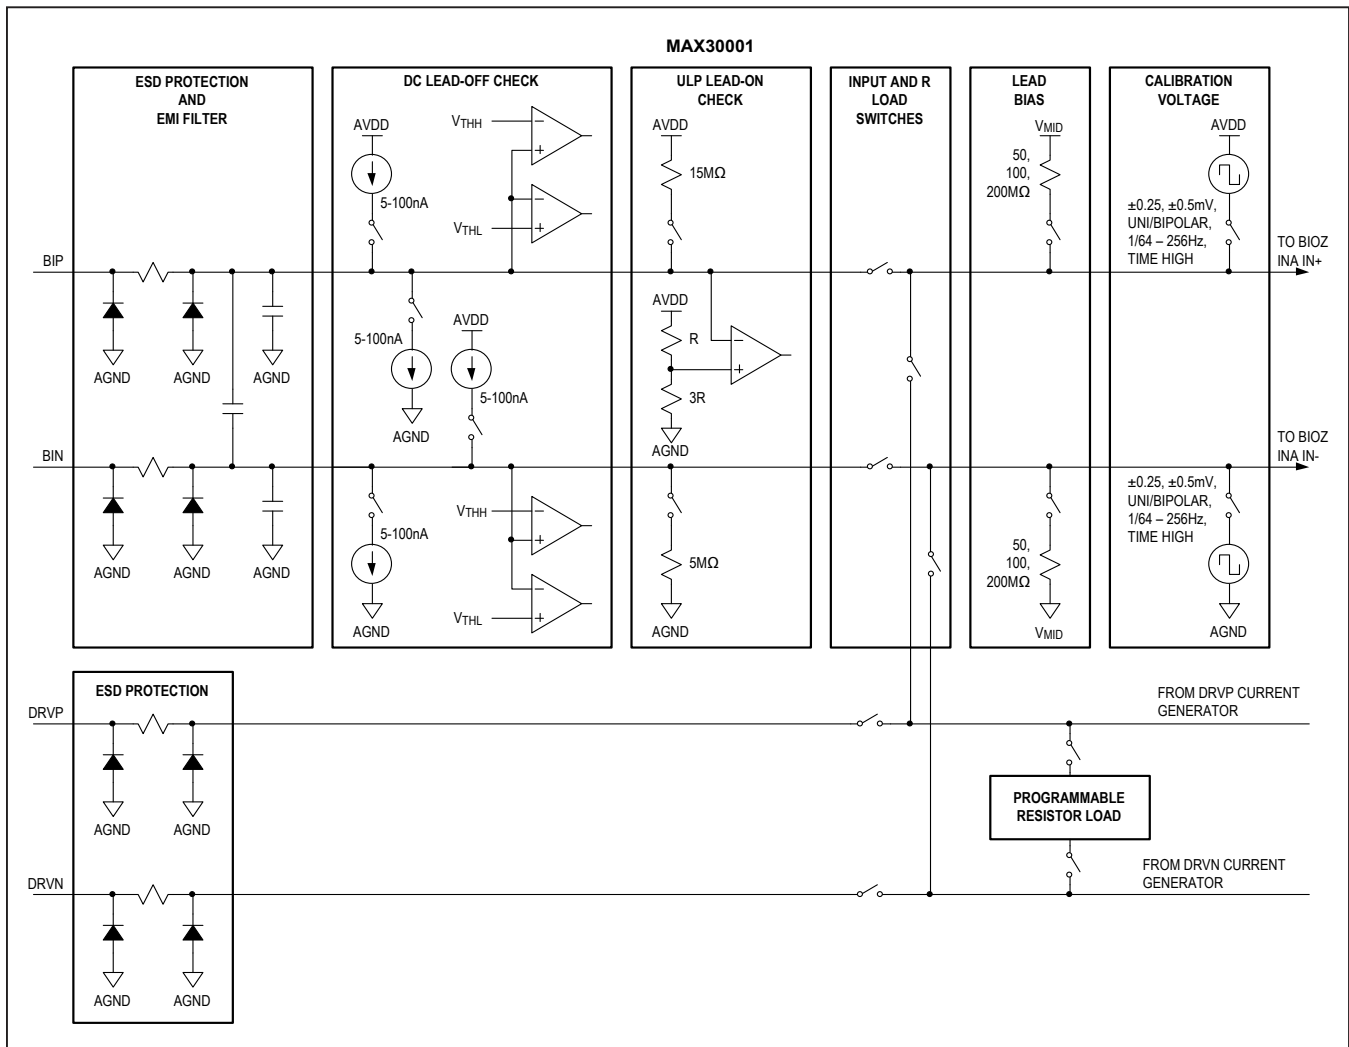 MAX30001
ESD PROTECTION
AND
EMI FILTER
DC LEAD-OFF CHECK
ULP LEAD-ON
CHECK
INPUT AND R
LOAD
SWITCHES
LEAD
BIAS
CALIBRATION
VOLTAGE
AVDD
5-100nA
VTHH
VTHL
AVDD
15MΩ
VMID
50,
100,
200MΩ
AVDD
±0.25, ±0.5mV,
UNI/BIPOLAR,
1/64 – 256Hz,
TIME HIGH
BIP
TO BIOZ
INA IN+
AGND
AGND
AGND
5-100nA
AGND
AVDD
5-100nA
AVDD
R
3R
AGND
BIN
TO BIOZ
INA IN-
AGND
AGND
AGND
5-100nA
AGND
VTHH
VTHL
5MΩ
AGND
50,
100,
200MΩ
VMID
±0.25, ±0.5mV,
UNI/BIPOLAR,
1/64 – 256Hz,
TIME HIGH
AGND
ESD PROTECTION
DRVP
FROM DRVP CURRENT
GENERATOR
AGND
AGND
PROGRAMMABLE
RESISTOR LOAD
DRVN
FROM DRVN CURRENT
GENERATOR
AGND
AGND